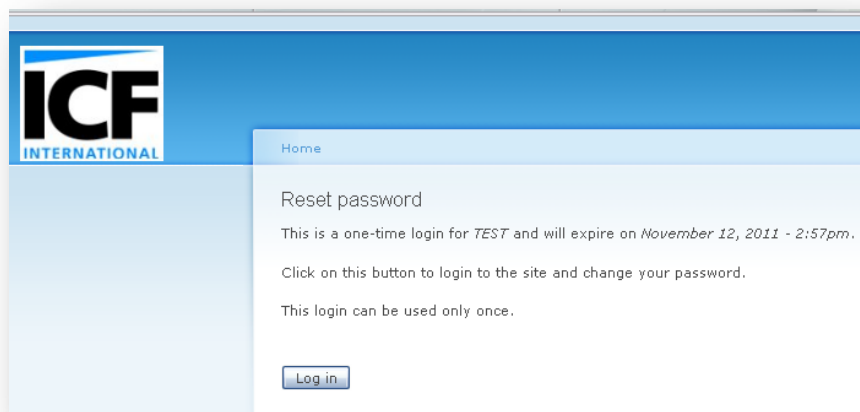 ICF
INTERNATIONAL
Home
Reset password
This is a one-time login for TEST and will expire on November 12, 2011 - 2:57pm.
Click on this button to login to the site and change your password.
This login can be used only once.
Log in